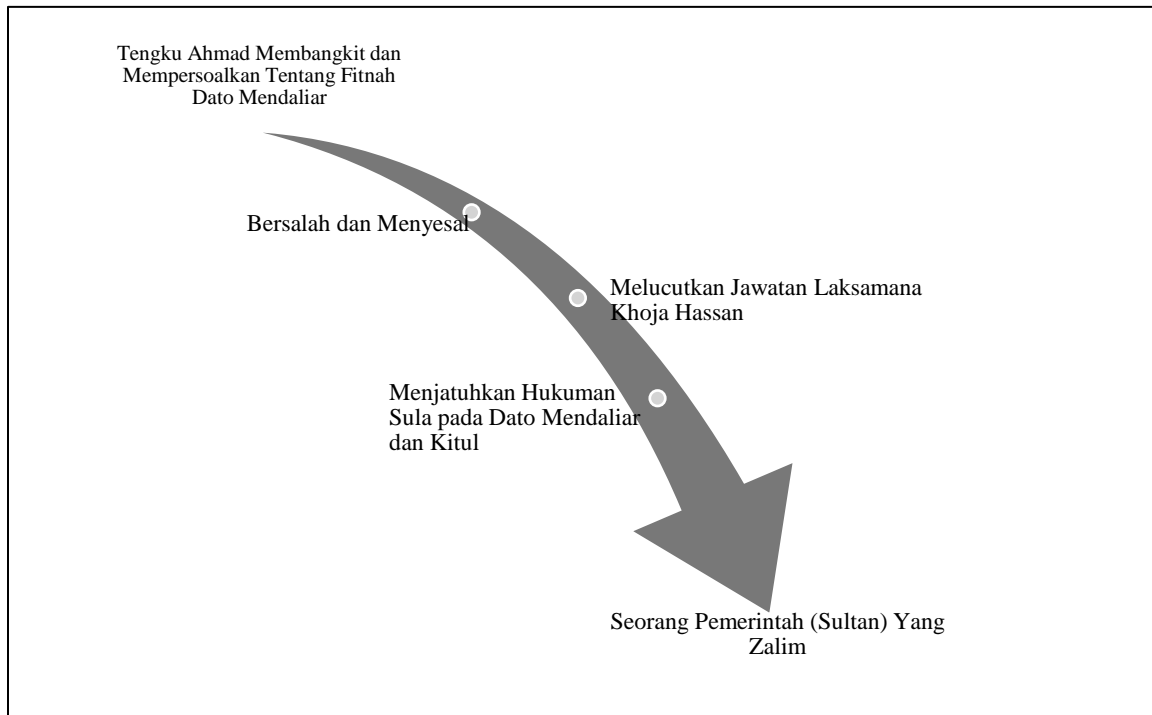 Tengku Ahmad Membangkit dan
Mempersoalkan Tentang Fitnah
Dato Mendaliar
Bersalah dan Menyesal
Melucutkan Jawatan Laksamana
Khoja Hassan
Menjatuhkan Hukuman
Sula pada Dato Mendaliar
dan Kitul
Seorang Pemerintah (Sultan) Yang
Zalim